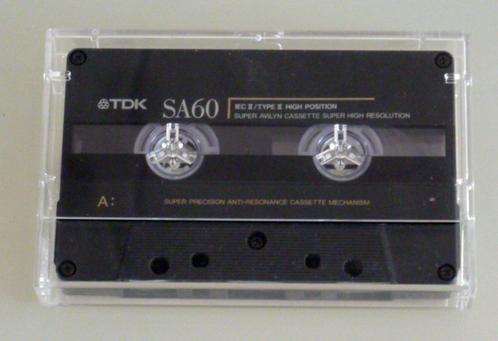 TDK SA60
IEC II/TYPE II HIGH POSITION
SUPER AVILYN CASSETTE SUPER HIGH RESOLUTION
A:
SUPER PRECISION ANTI-RESONANCE CASSETTE MECHANISM